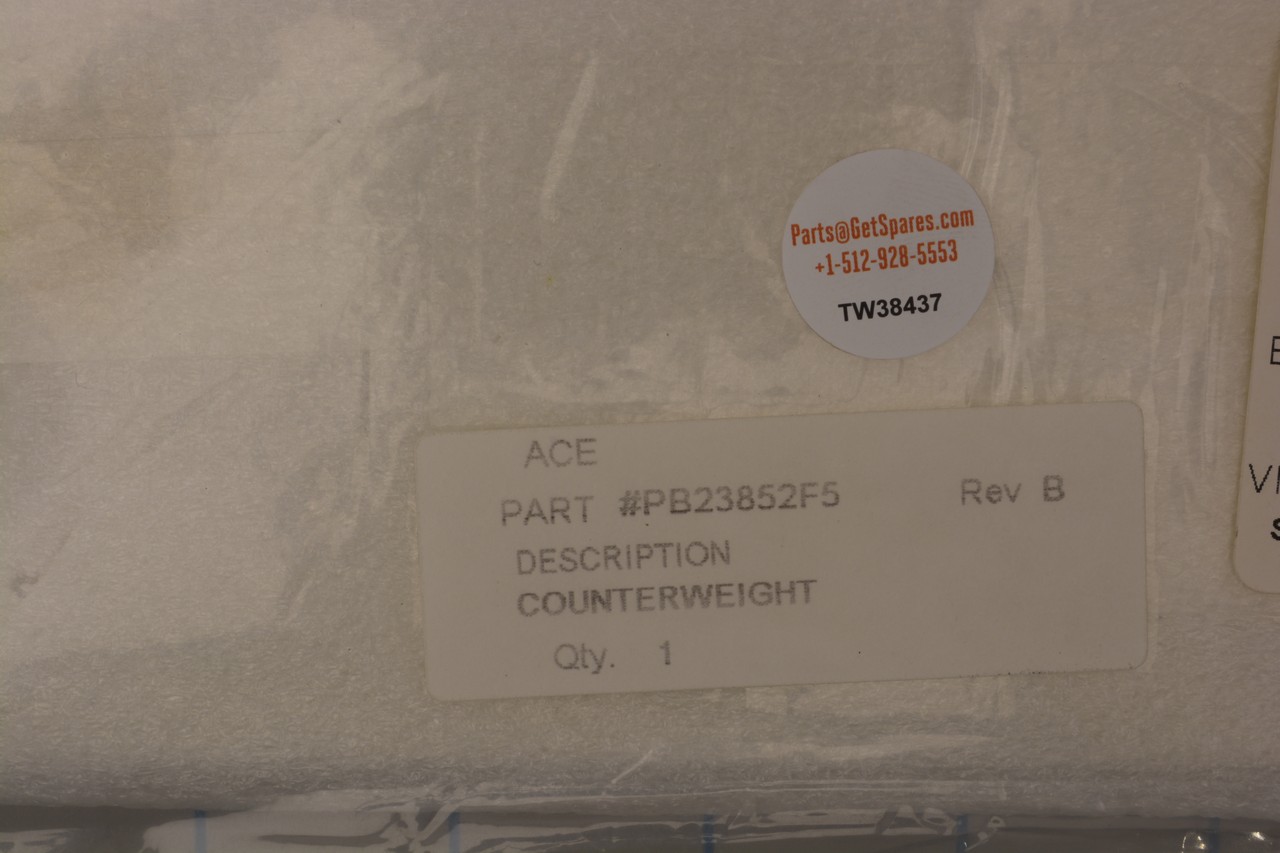 Parts@GetSpares.com
+1-512-928-5553
TW38437
ACE
PART #PB23852F5 Rev B
DESCRIPTION
COUNTERWEIGHT
Qty. 1